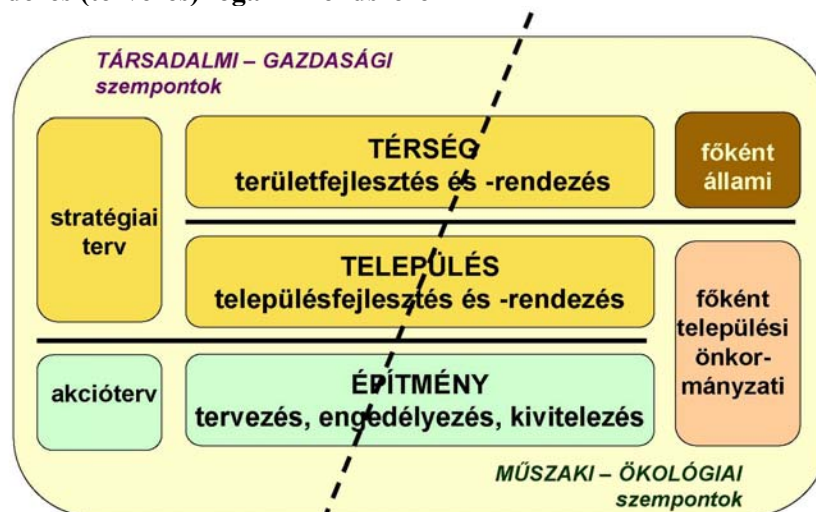 TÁRSADALMI – GAZDASÁGI
szempontok
TÉRSÉG
területfejlesztés és -rendezés
főként
állami
stratégiai
terv
TELEPÜLÉS
településfejlesztés és -rendezés
főként
települési
önkor-
mányzati
akcióterv
ÉPÍTMÉNY
tervezés, engedélyezés, kivitelezés
MŰSZAKI – ÖKOLÓGIAI
szempontok